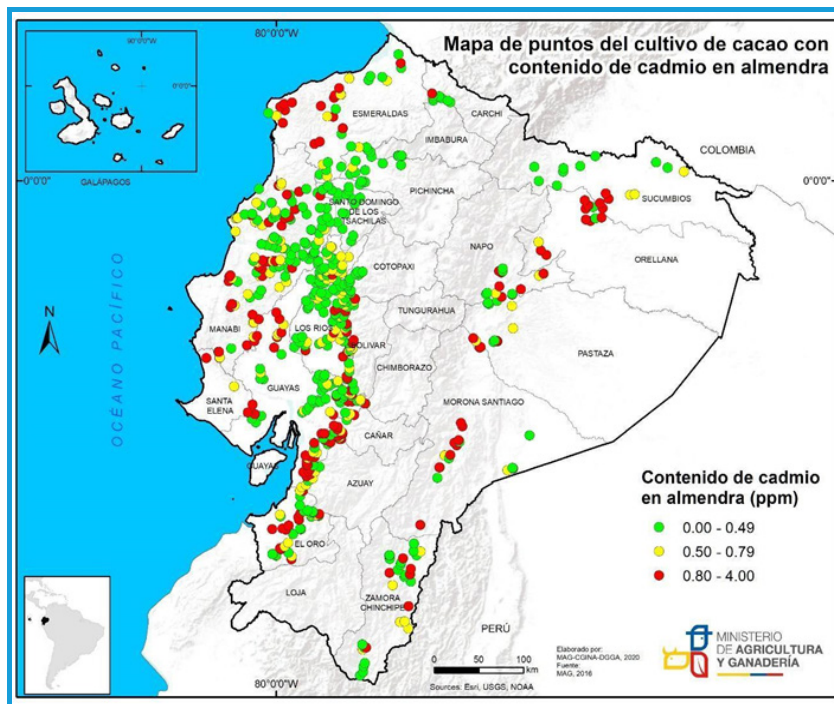 80°0'0"W
90°0'0"W
0°0'0"
GALÁPAGOS
Mapa de puntos del cultivo de cacao con
contenido de cadmio en almendra
ESMERALDAS
CARCHI
IMBABURA
COLOMBIA
0°0'0"
0°0'0"
PICHINCHA
SUCUMBIOS
SANTO DOMINGO
DE LOS
TSACHILAS
NAPO
ORELLANA
COTOPAXI
OCÉANO PACÍFICO
N
TUNGURAHUA
MANABI
LOS RIOS
BOLIVAR
PASTAZA
CHIMBORAZO
GUAYAS
SANTA
ELENA
MORONA SANTIAGO
CAÑAR
GUAYAS
AZUAY
Contenido de cadmio
en almendra (ppm)
0.00 - 0.49
0.50 - 0.79
0.80 - 4.00
EL ORO
LOJA
ZAMORA
CHINCHIPE
PERÚ
Elaborado por:
MAG-CGINA-DGGA, 2020.
Fuente:
MAG, 2016
MINISTERIO
DE AGRICULTURA
Y GANADERÍA
0 50 100
km
Sources: Esri, USGS, NOAA
80°0'0"W